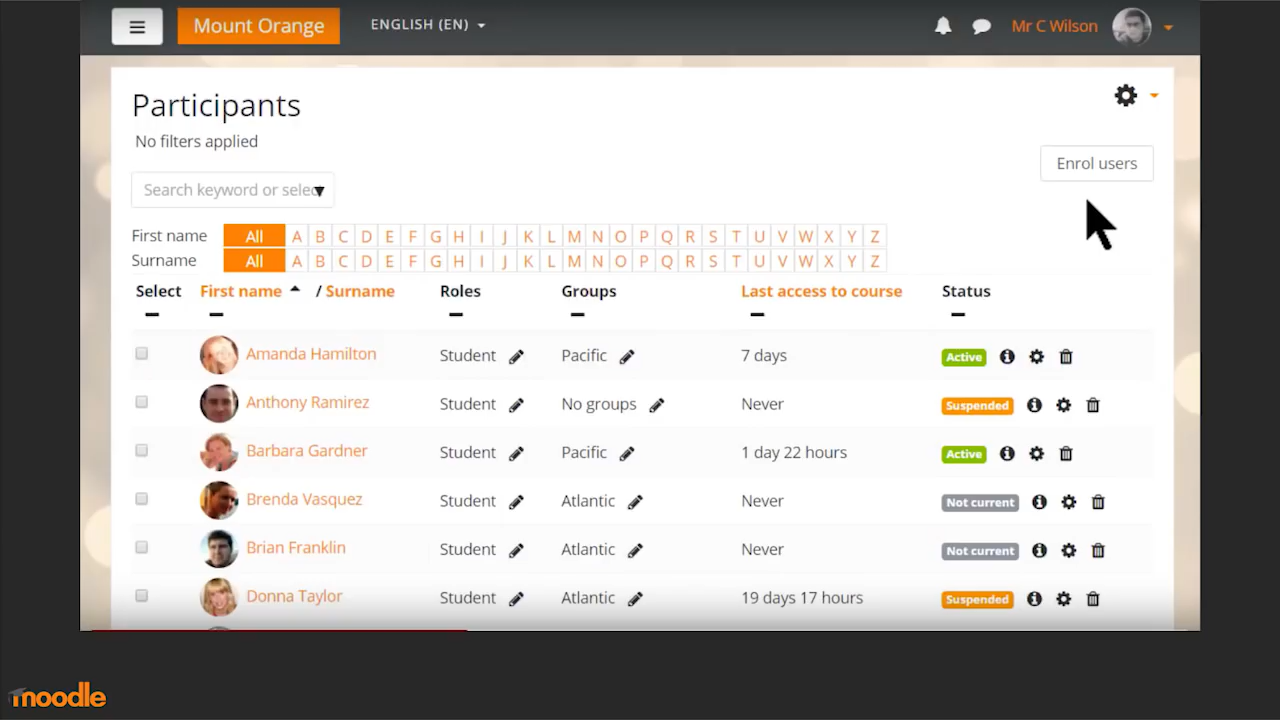 Mount Orange ENGLISH (EN) Mr C Wilson
Participants
No filters applied
Enrol users
Search keyword or selec
First name All A B C D E F G H I J K L M N O P Q R S T U V W X Y Z
Surname All A B C D E F G H I J K L M N O P Q R S T U V W X Y Z
Select First name / Surname Roles Groups Last access to course Status
Amanda Hamilton Student Pacific 7 days Active
Anthony Ramirez Student No groups Never Suspended
Barbara Gardner Student Pacific 1 day 22 hours Active
Brenda Vasquez Student Atlantic Never Not current
Brian Franklin Student Atlantic Never Not current
Donna Taylor Student Atlantic 19 days 17 hours Suspended
moodle